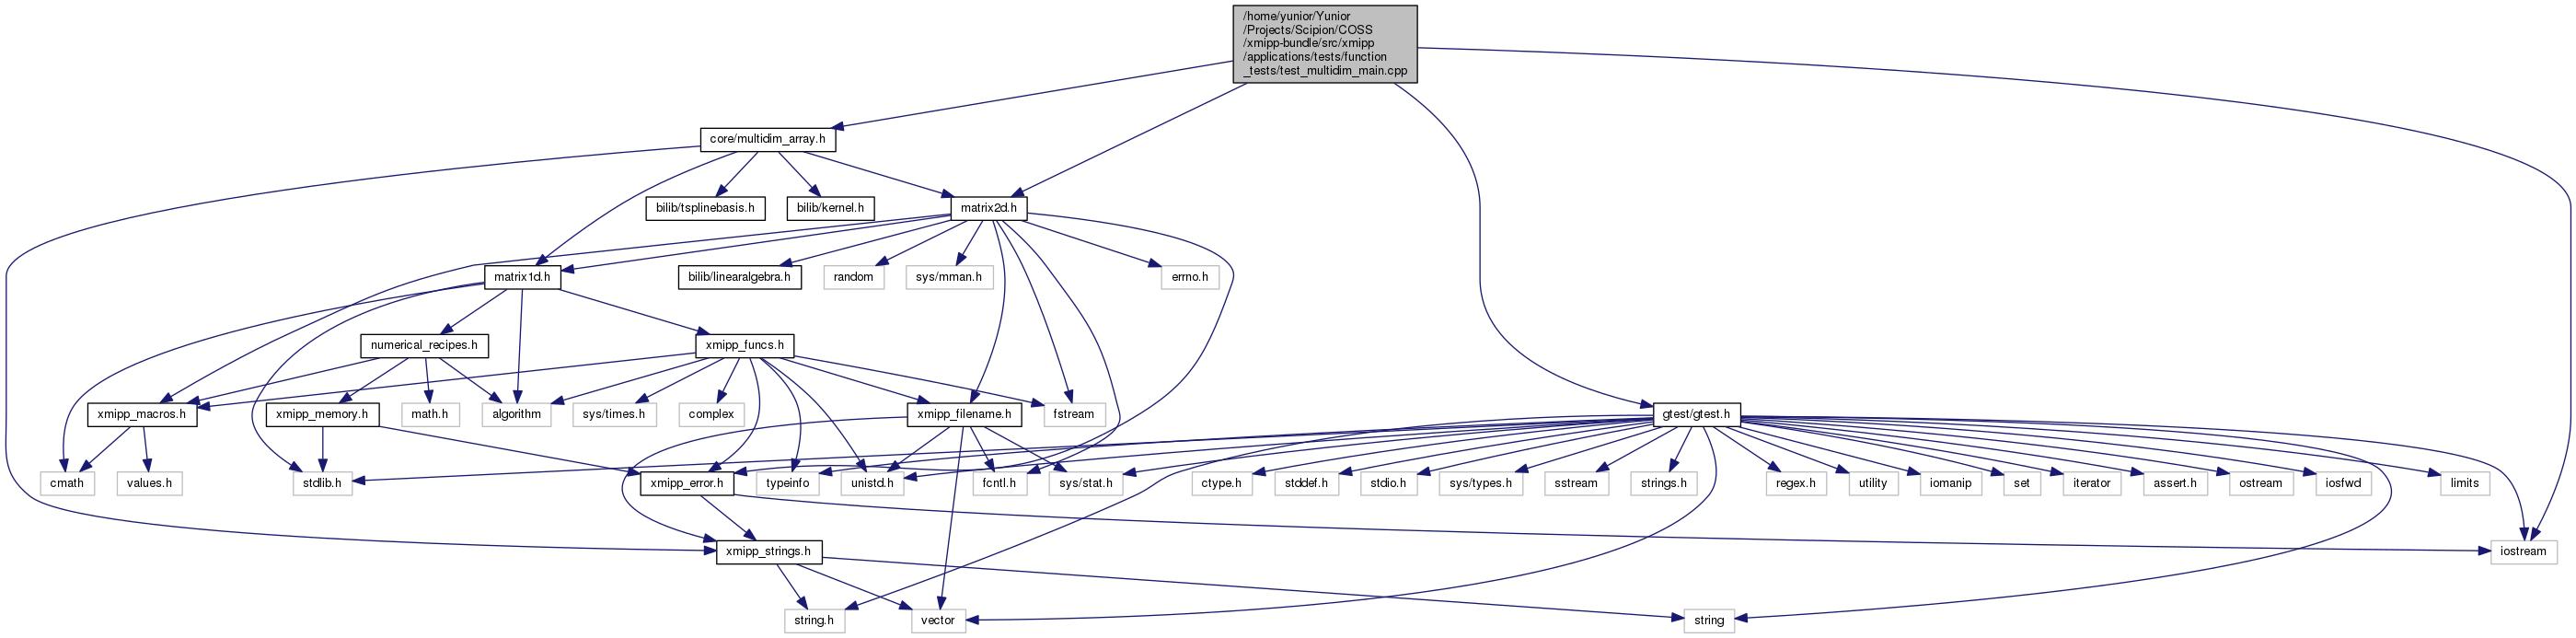 /home/yunior/Yunior
/Projects/Scipion/COSS
/xmipp-bundle/src/xmipp
/applications/tests/function
_tests/test_multidim_main.cpp
core/multidim_array.h
bilib/tsplinebasis.h
bilib/kernel.h
matrix2d.h
matrix1d.h
bilib/linearalgebra.h
random
sys/mman.h
errno.h
numerical_recipes.h
xmipp_funcs.h
xmipp_macros.h
xmipp_memory.h
math.h
algorithm
sys/times.h
complex
xmipp_filename.h
fstream
gtest/gtest.h
cmath
values.h
stdlib.h
xmipp_error.h
typeinfo
unistd.h
fcntl.h
sys/stat.h
ctype.h
stddef.h
stdio.h
sys/types.h
sstream
strings.h
regex.h
utility
iomanip
set
iterator
assert.h
ostream
iosfwd
limits
xmipp_strings.h
iostream
string.h
vector
string